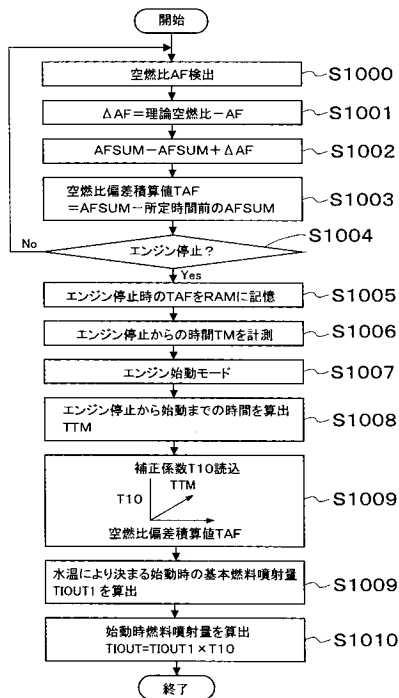 開始
空燃比AF検出
S1000
ΔAF=理論空燃比-AF
S1001
AFSUM-AFSUM+ΔAF
S1002
空燃比偏差積算値TAF
=AFSUM-所定時間前のAFSUM
S1003
No
エンジン停止?
S1004
Yes
エンジン停止時のTAFをRAMに記憶
S1005
エンジン停止からの時間TMを計測
S1006
エンジン始動モード
S1007
エンジン停止から始動までの時間を算出
TTM
S1008
補正係数T10読込
TTM
T10
空燃比偏差積算値TAF
S1009
水温により決まる始動時の基本燃料噴射量
TIOUT1を算出
S1009
始動時燃料噴射量を算出
TIOUT=TIOUT1×T10
S1010
終了